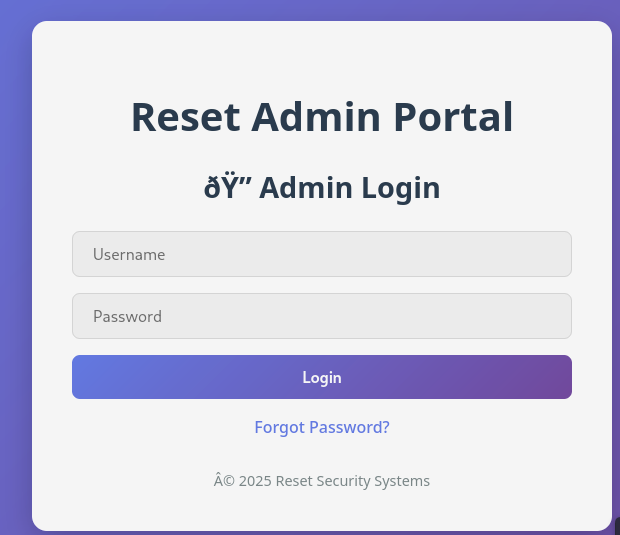 Reset Admin Portal
ðŸ” Admin Login
Username
Password
Login
Forgot Password?
Â© 2025 Reset Security Systems